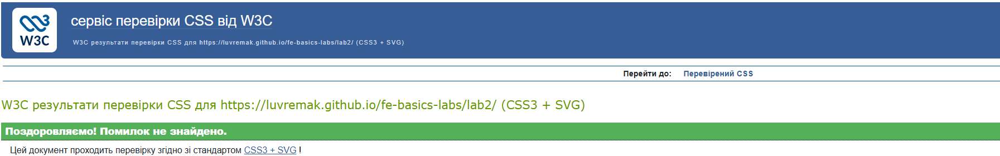 W3C
сервіс перевірки CSS від W3C
W3C результати перевірки CSS для https://luvremak.github.io/fe-basics-labs/lab2/ (CSS3 + SVG)
Перейти до: Перевірений CSS
W3C результати перевірки CSS для https://luvremak.github.io/fe-basics-labs/lab2/ (CSS3 + SVG)
Поздоровляємо! Помилок не знайдено.
Цей документ проходить перевірку згідно зі стандартом CSS3 + SVG !